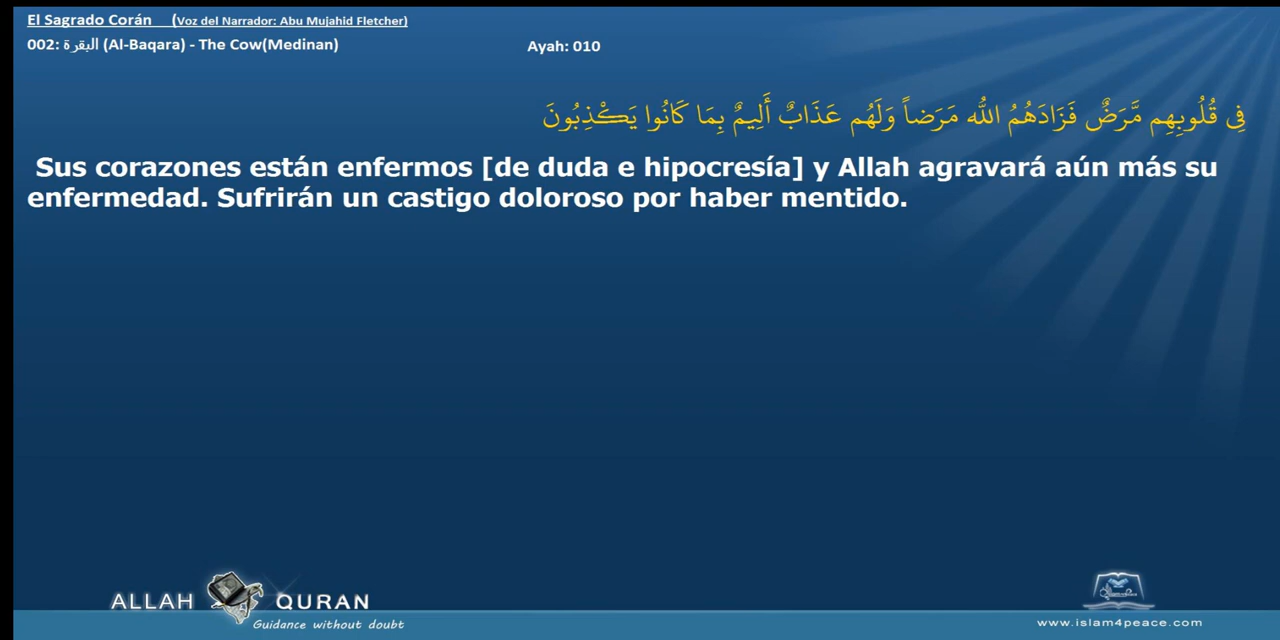 El Sagrado Corán (Voz del Narrador: Abu Mujahid Fletcher)
002: البقرة (Al-Baqara) - The Cow(Medinan) Ayah: 010
فِي قُلُوبِهِم مَّرَضٌ فَزَادَهُمُ اللّه مَرَضاً وَلَهُم عَذَابٌ أَلِيمٌ بِمَا كَانُوا يَكْذِبُونَ
Sus corazones están enfermos [de duda e hipocresía] y Allah agravará aún más su
enfermedad. Sufrirán un castigo doloroso por haber mentido.
ALLAH QURAN
Guidance without doubt
www.islam4peace.com